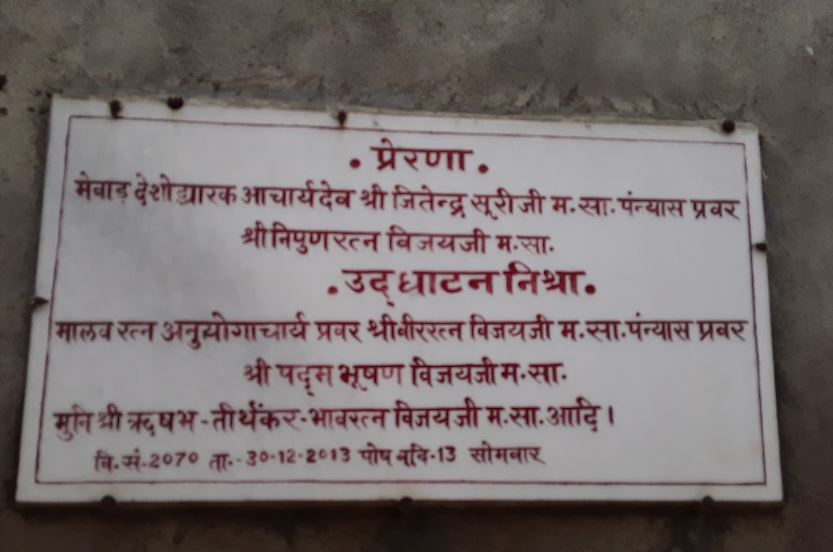 • प्रेरणा •
मेवाड़ देशोद्धारक आचार्यदेव श्री जितेन्द्र सूरीजी म.सा. पंन्यास प्रवर
श्री निपुणरत्न विजयजी म.सा.
• उद्घाटन निश्रा •
मालव रत्न अनुयोगाचार्य प्रवर श्री वीररत्न विजयजी म.सा. पंन्यास प्रवर
श्री पद्म भूषण विजयजी म.सा.
मुनि श्री ऋषभ - तीर्थंकर - भावरत्न विजयजी म.सा. आदि ।
वि.सं.-2070 ता.-30-12-2013 पोष वदि-13 सोमवार